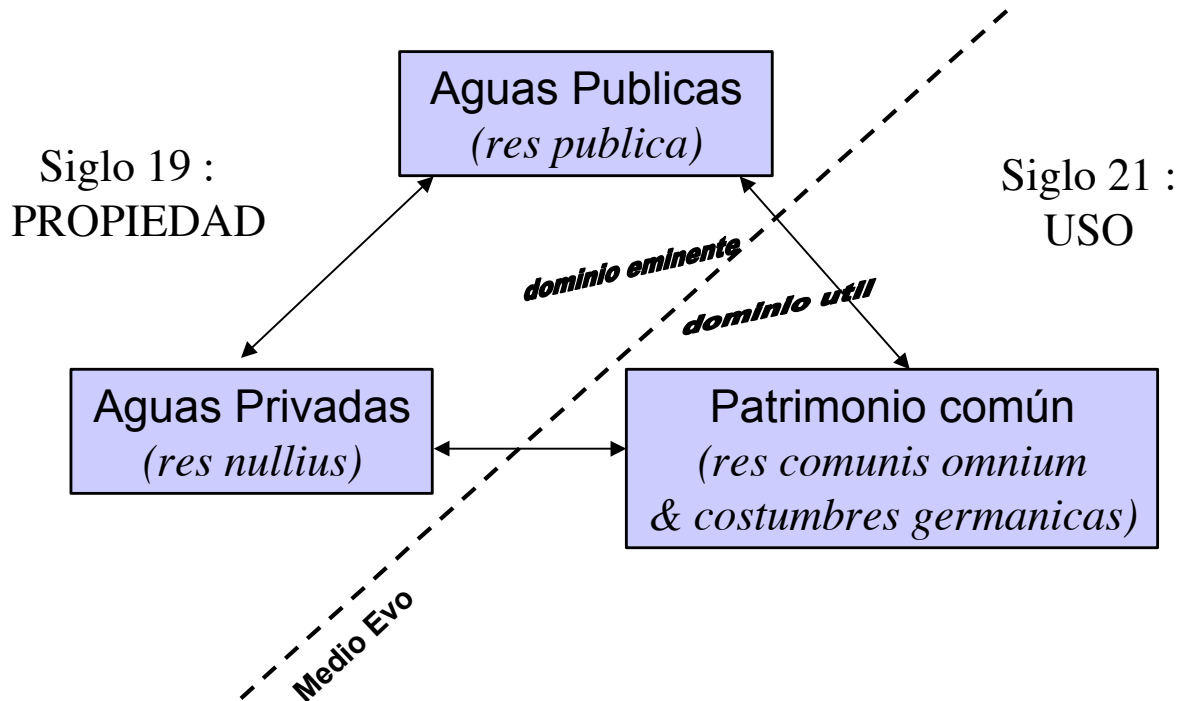 Aguas Publicas
(res publica)
Siglo 19 :
PROPIEDAD
Siglo 21 :
USO
dominio eminente
dominio util
Aguas Privadas
(res nullius)
Patrimonio común
(res comunis omnium
& costumbres germanicas)
Medio Evo